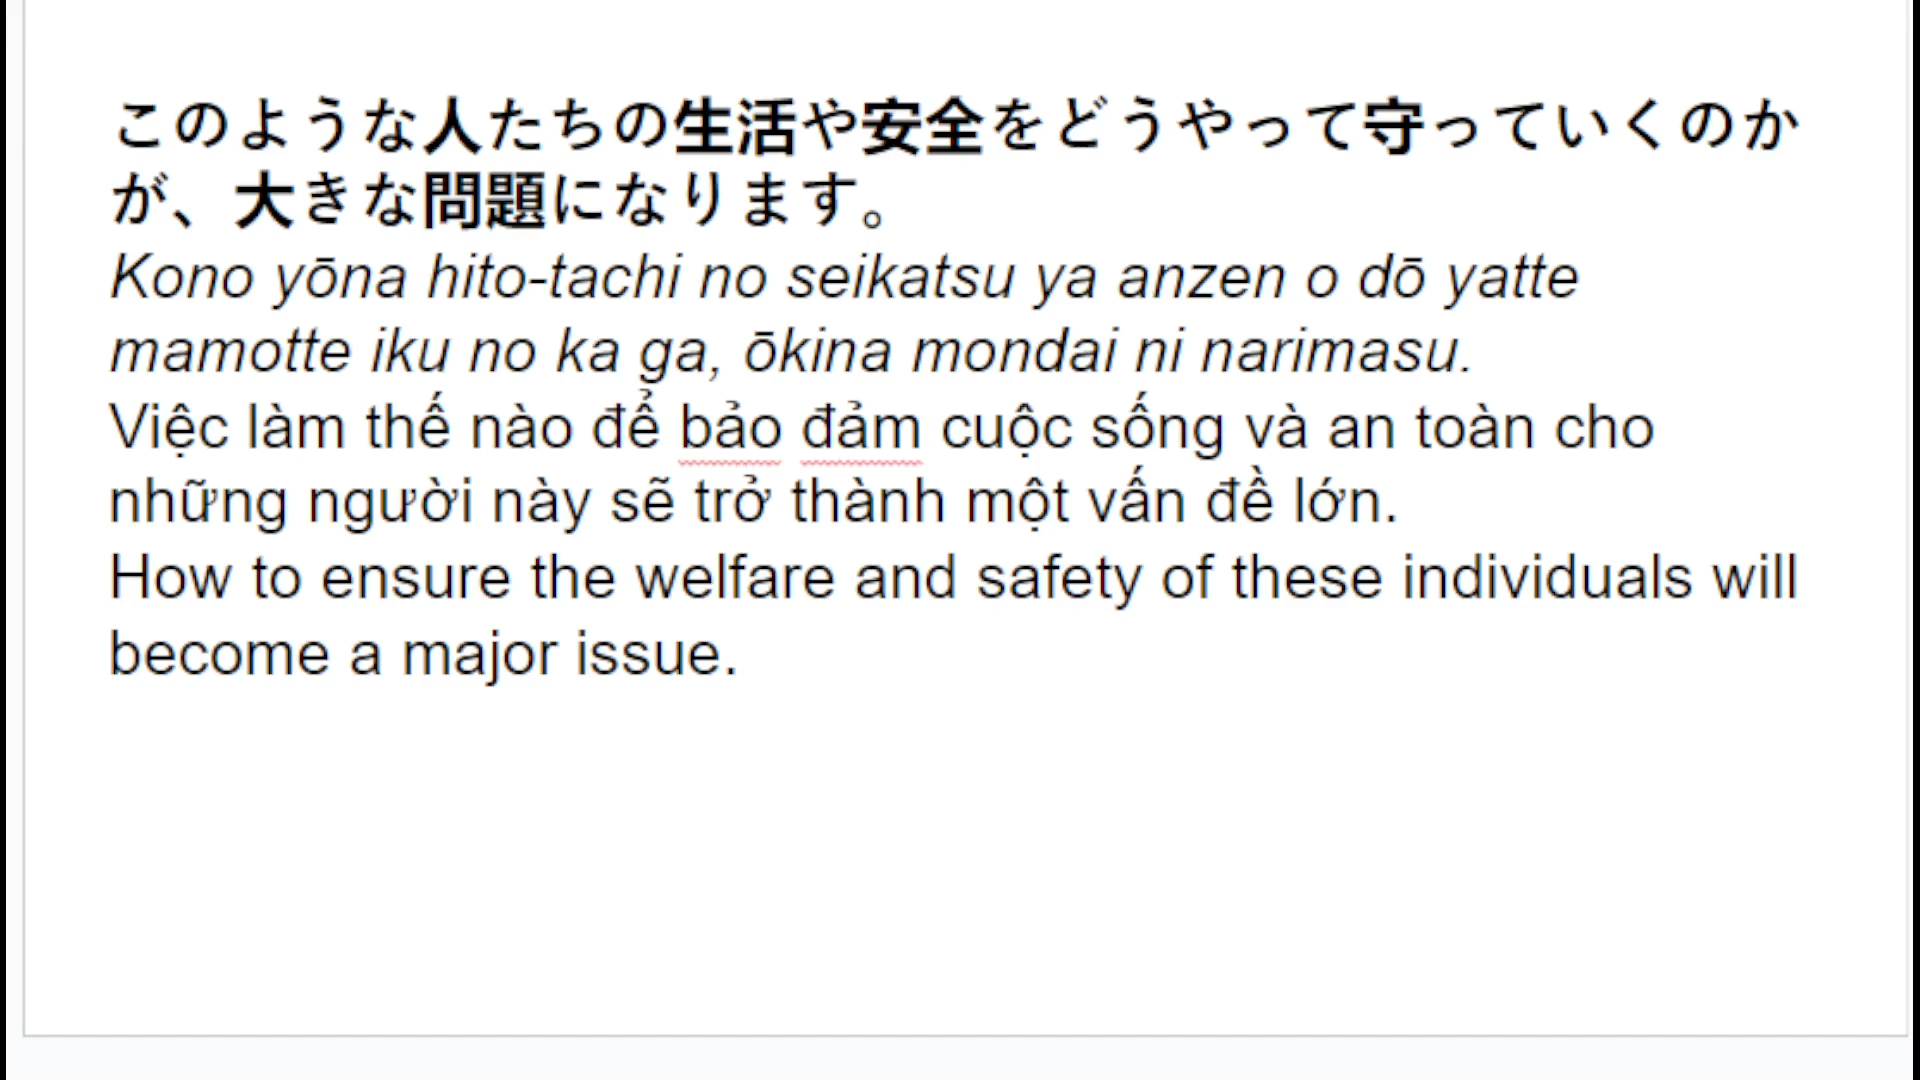 このような人たちの生活や安全をどうやって守っていくのか
が、大きな問題になります。
Kono yōna hito-tachi no seikatsu ya anzen o dō yatte
mamotte iku no ka ga, ōkina mondai ni narimasu.
Việc làm thế nào để bảo đảm cuộc sống và an toàn cho
những người này sẽ trở thành một vấn đề lớn.
How to ensure the welfare and safety of these individuals will
become a major issue.